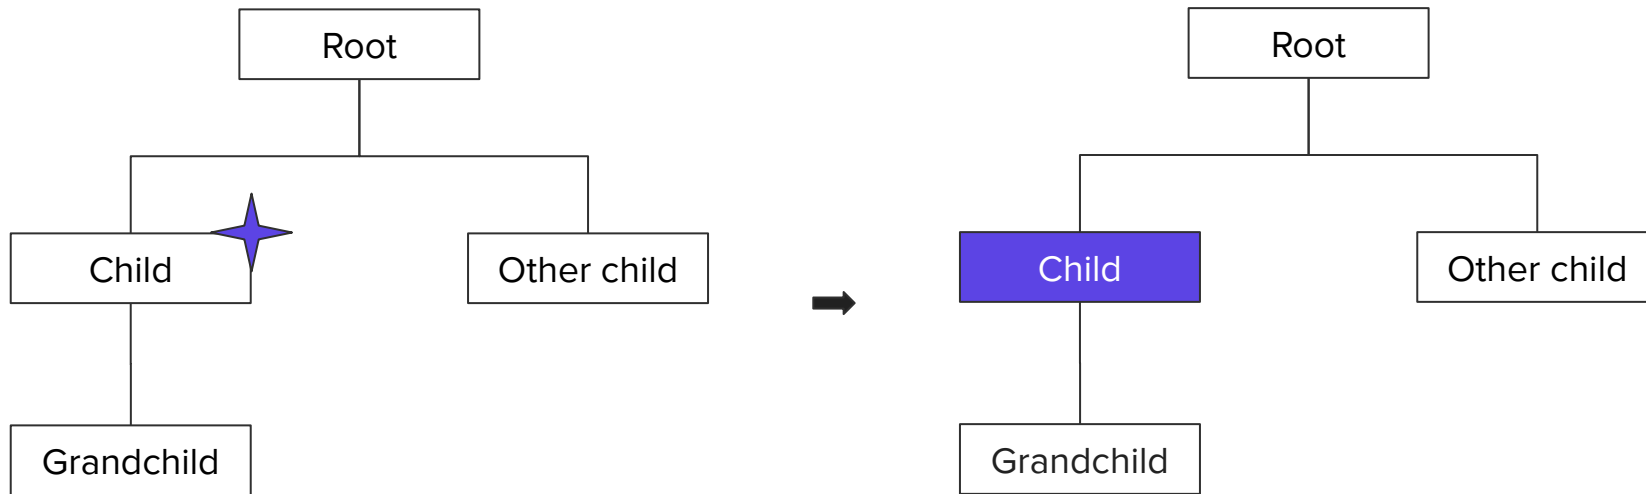 Root
Child
Other child
Grandchild
Root
Child
Other child
Grandchild